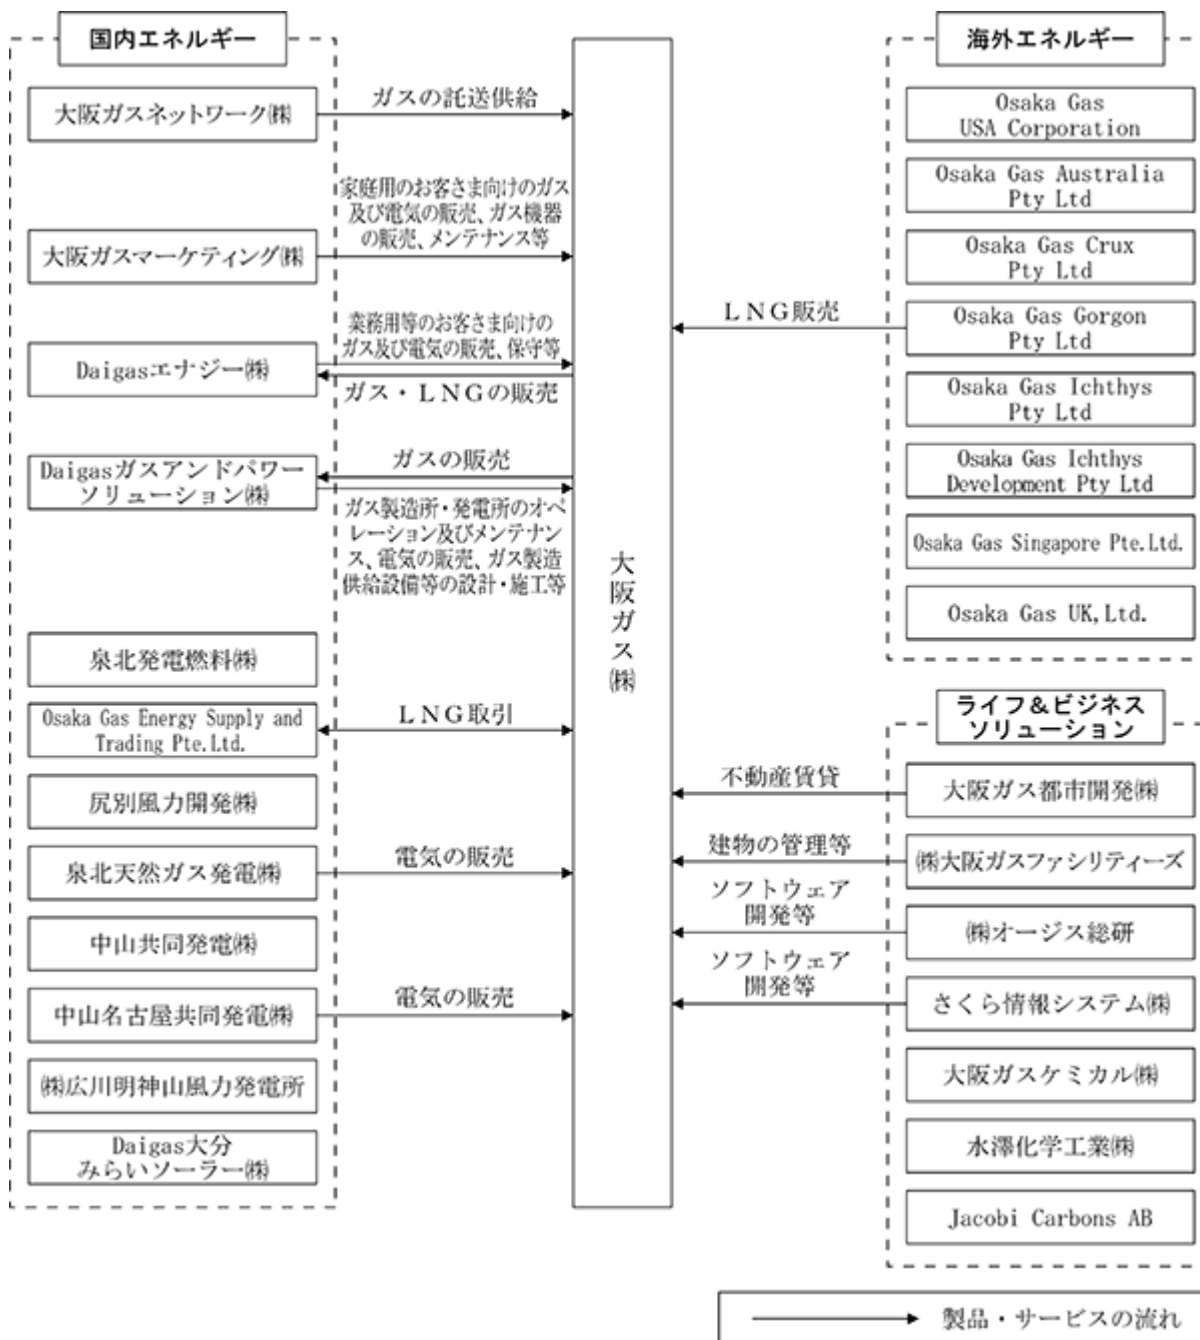 国内エネルギー
大阪ガスネットワーク㈱
ガスの託送供給
家庭用のお客さま向けのガス
及び電気の販売、ガス機器
の販売、メンテナンス等
大阪ガスマーケティング㈱
業務用等のお客さま向けの
ガス及び電気の販売、保守等
Daigasエナジー㈱
ガス・LNGの販売
ガスの販売
Daigasガスアンドパワー
ソリューション㈱
ガス製造所・発電所のオペ
レーション及びメンテナン
ス、電気の販売、ガス製造
供給設備等の設計・施工等
泉北発電燃料㈱
Osaka Gas Energy Supply and
Trading Pte.Ltd.
LNG取引
尻別風力開発㈱
泉北天然ガス発電㈱
電気の販売
中山共同発電㈱
中山名古屋共同発電㈱
電気の販売
㈱広川明神山風力発電所
Daigas大分
みらいソーラー㈱
大阪ガス㈱
海外エネルギー
Osaka Gas
USA Corporation
Osaka Gas Australia
Pty Ltd
Osaka Gas Crux
Pty Ltd
LNG販売
Osaka Gas Gorgon
Pty Ltd
Osaka Gas Ichthys
Pty Ltd
Osaka Gas Ichthys
Development Pty Ltd
Osaka Gas Singapore Pte.Ltd.
Osaka Gas UK,Ltd.
ライフ&ビジネス
ソリューション
不動産賃貸
大阪ガス都市開発㈱
建物の管理等
㈱大阪ガスファシリティーズ
ソフトウェア
開発等
㈱オージス総研
ソフトウェア
開発等
さくら情報システム㈱
大阪ガスケミカル㈱
水澤化学工業㈱
Jacobi Carbons AB
製品・サービスの流れ